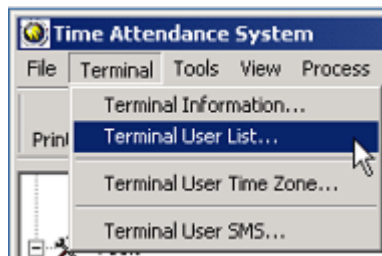 Time Attendance System
File Terminal Tools View Process
Terminal Information...
Terminal User List...
Terminal User Time Zone...
Terminal User SMS...